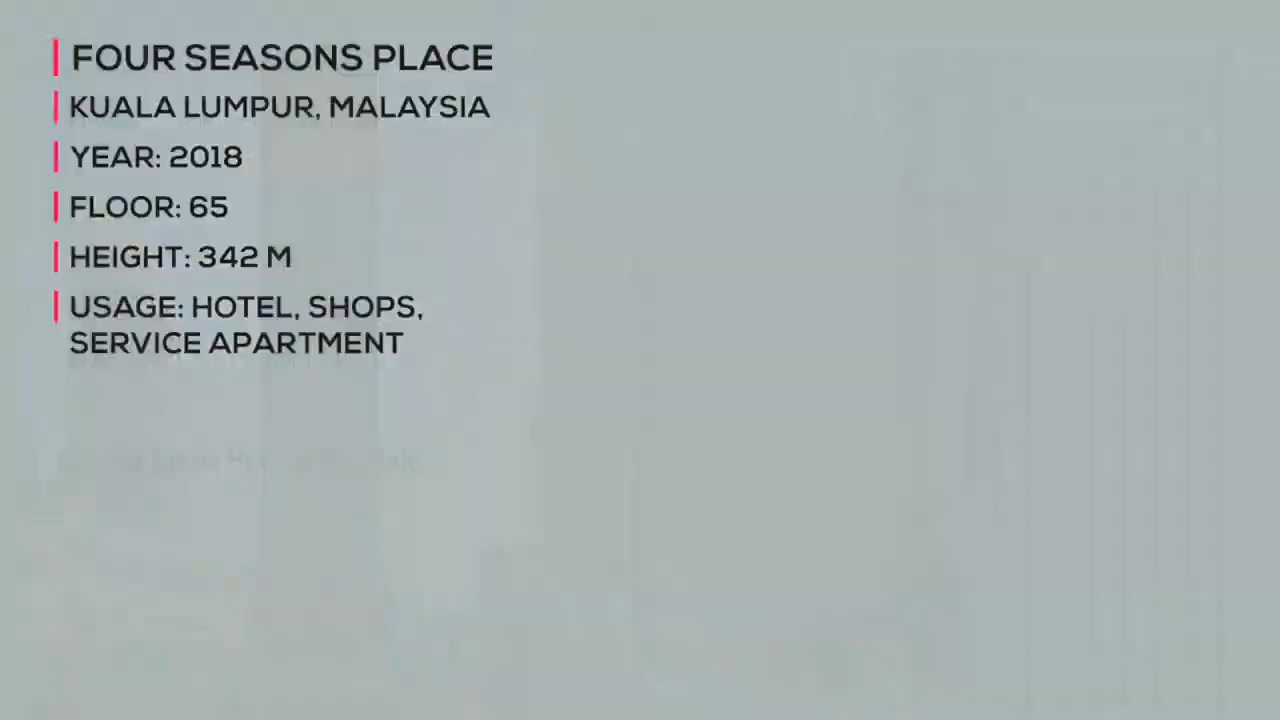 FOUR SEASONS PLACE
KUALA LUMPUR, MALAYSIA
YEAR: 2018
FLOOR: 65
HEIGHT: 342 M
USAGE: HOTEL, SHOPS,
SERVICE APARTMENT